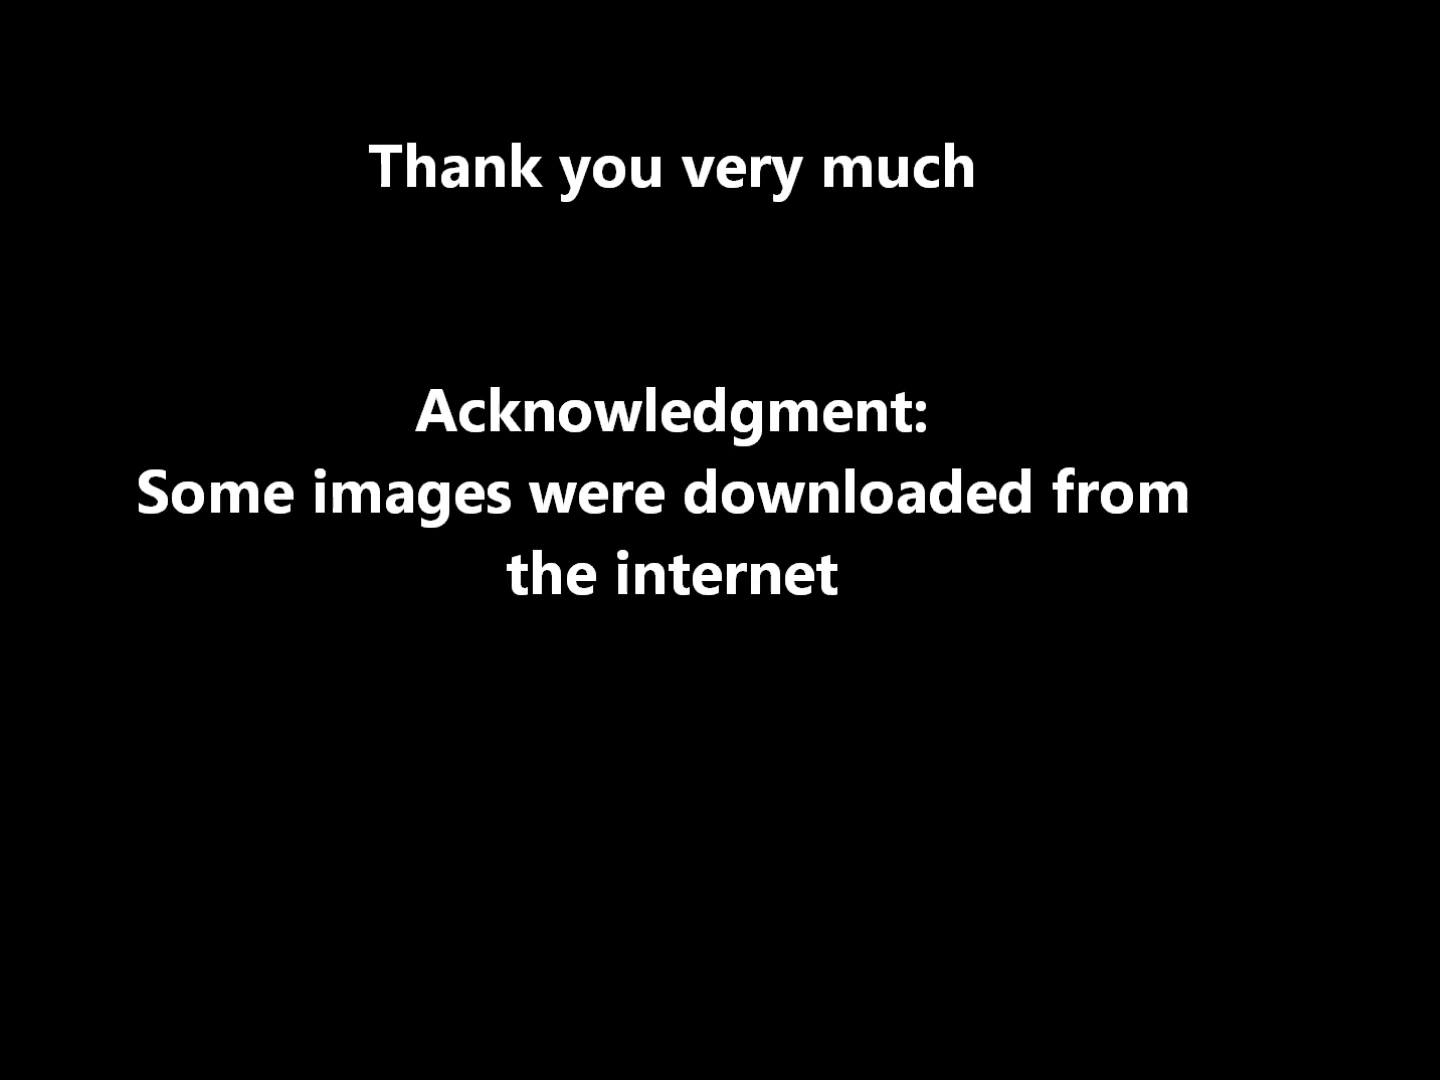 Thank you very much
Acknowledgment:
Some images were downloaded from
the internet